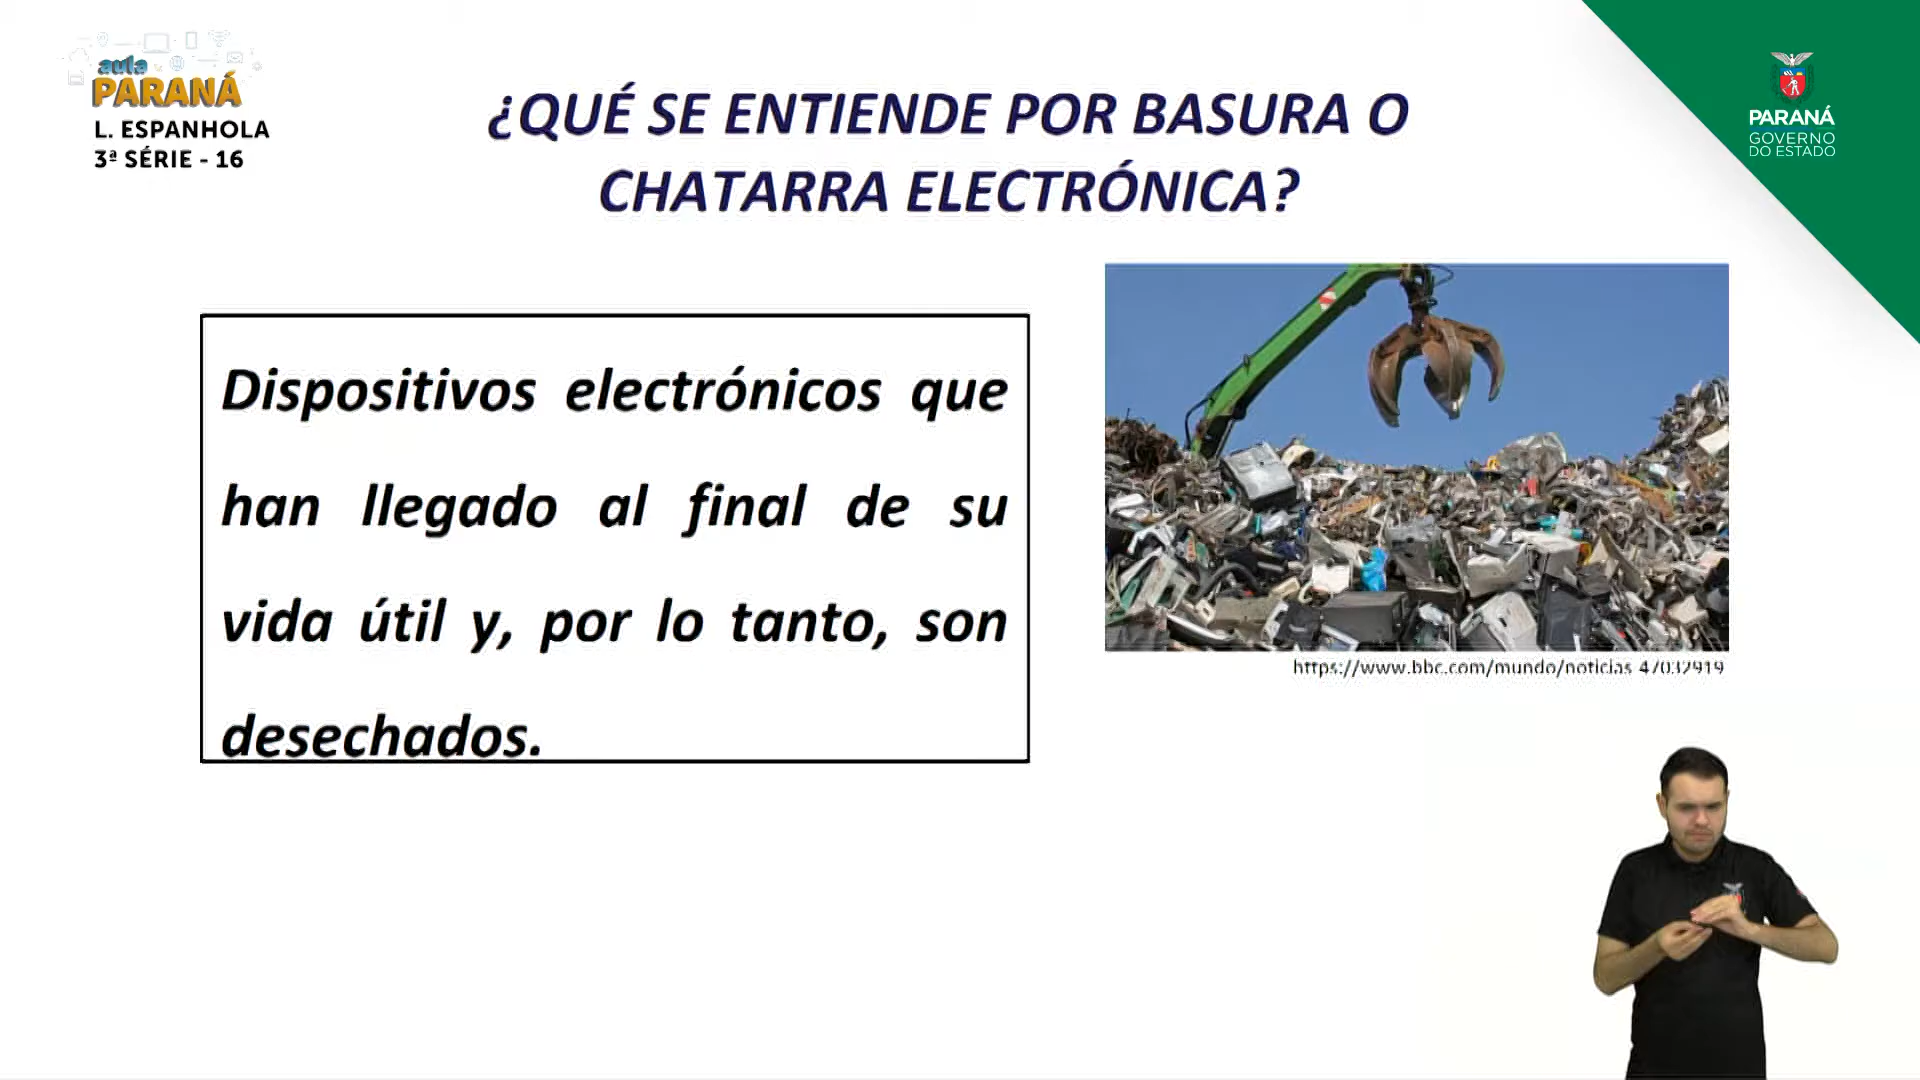 aula
PARANÁ
L. ESPANHOLA
3ª SÉRIE - 16
¿QUÉ SE ENTIENDE POR BASURA O
CHATARRA ELECTRÓNICA?
PARANÁ
GOVERNO
DO ESTADO
Dispositivos electrónicos que
han llegado al final de su
vida útil y, por lo tanto, son
desechados.
https://www.bbc.com/mundo/noticias-47032919